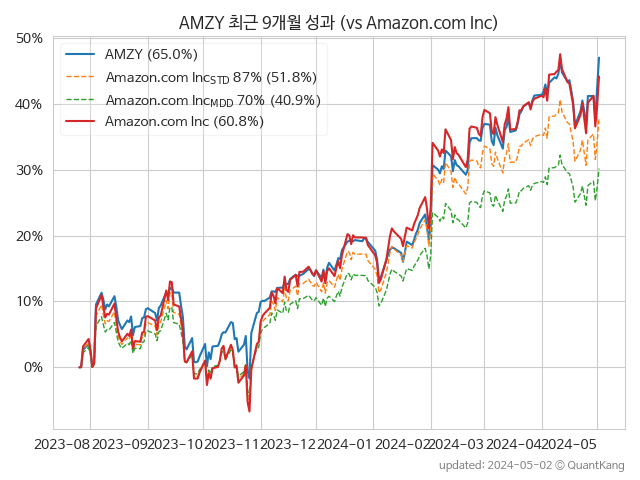 AMZY 최근 9개월 성과 (vs Amazon.com Inc)
50%
40%
30%
20%
10%
0%
AMZY (65.0%)
Amazon.com IncSTD 87% (51.8%)
Amazon.com IncMDD 70% (40.9%)
Amazon.com Inc (60.8%)
2023-08 2023-09 2023-10 2023-11 2023-12 2024-01 2024-02 2024-03 2024-04 2024-05
updated: 2024-05-02 © QuantKang